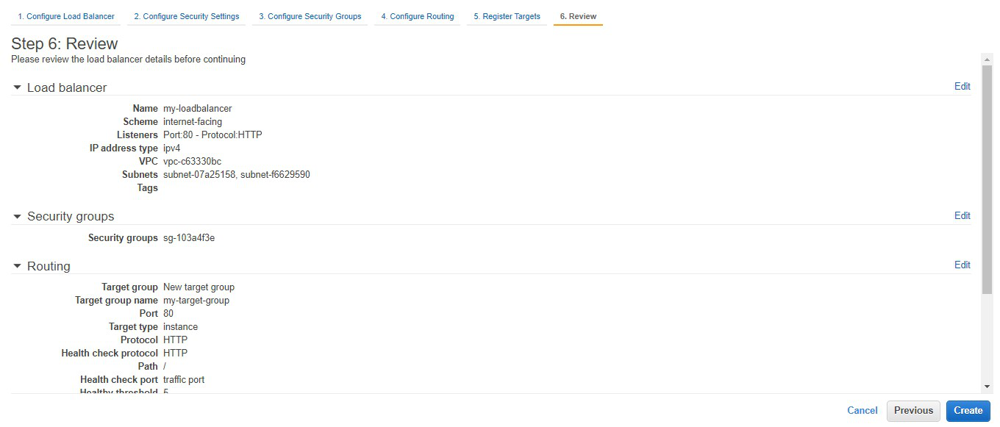 1. Configure Load Balancer 2. Configure Security Settings 3. Configure Security Groups 4. Configure Routing 5. Register Targets 6. Review
Step 6: Review
Please review the load balancer details before continuing
Load balancer Edit
Name my-loadbalancer
Scheme internet-facing
Listeners Port:80 - Protocol:HTTP
IP address type ipv4
VPC vpc-c63330bc
Subnets subnet-07a25158, subnet-f6629590
Tags
Security groups Edit
Security groups sg-103a4f3e
Routing Edit
Target group New target group
Target group name my-target-group
Port 80
Target type instance
Protocol HTTP
Health check protocol HTTP
Path /
Health check port traffic port
Healthy threshold 5
Cancel Previous Create